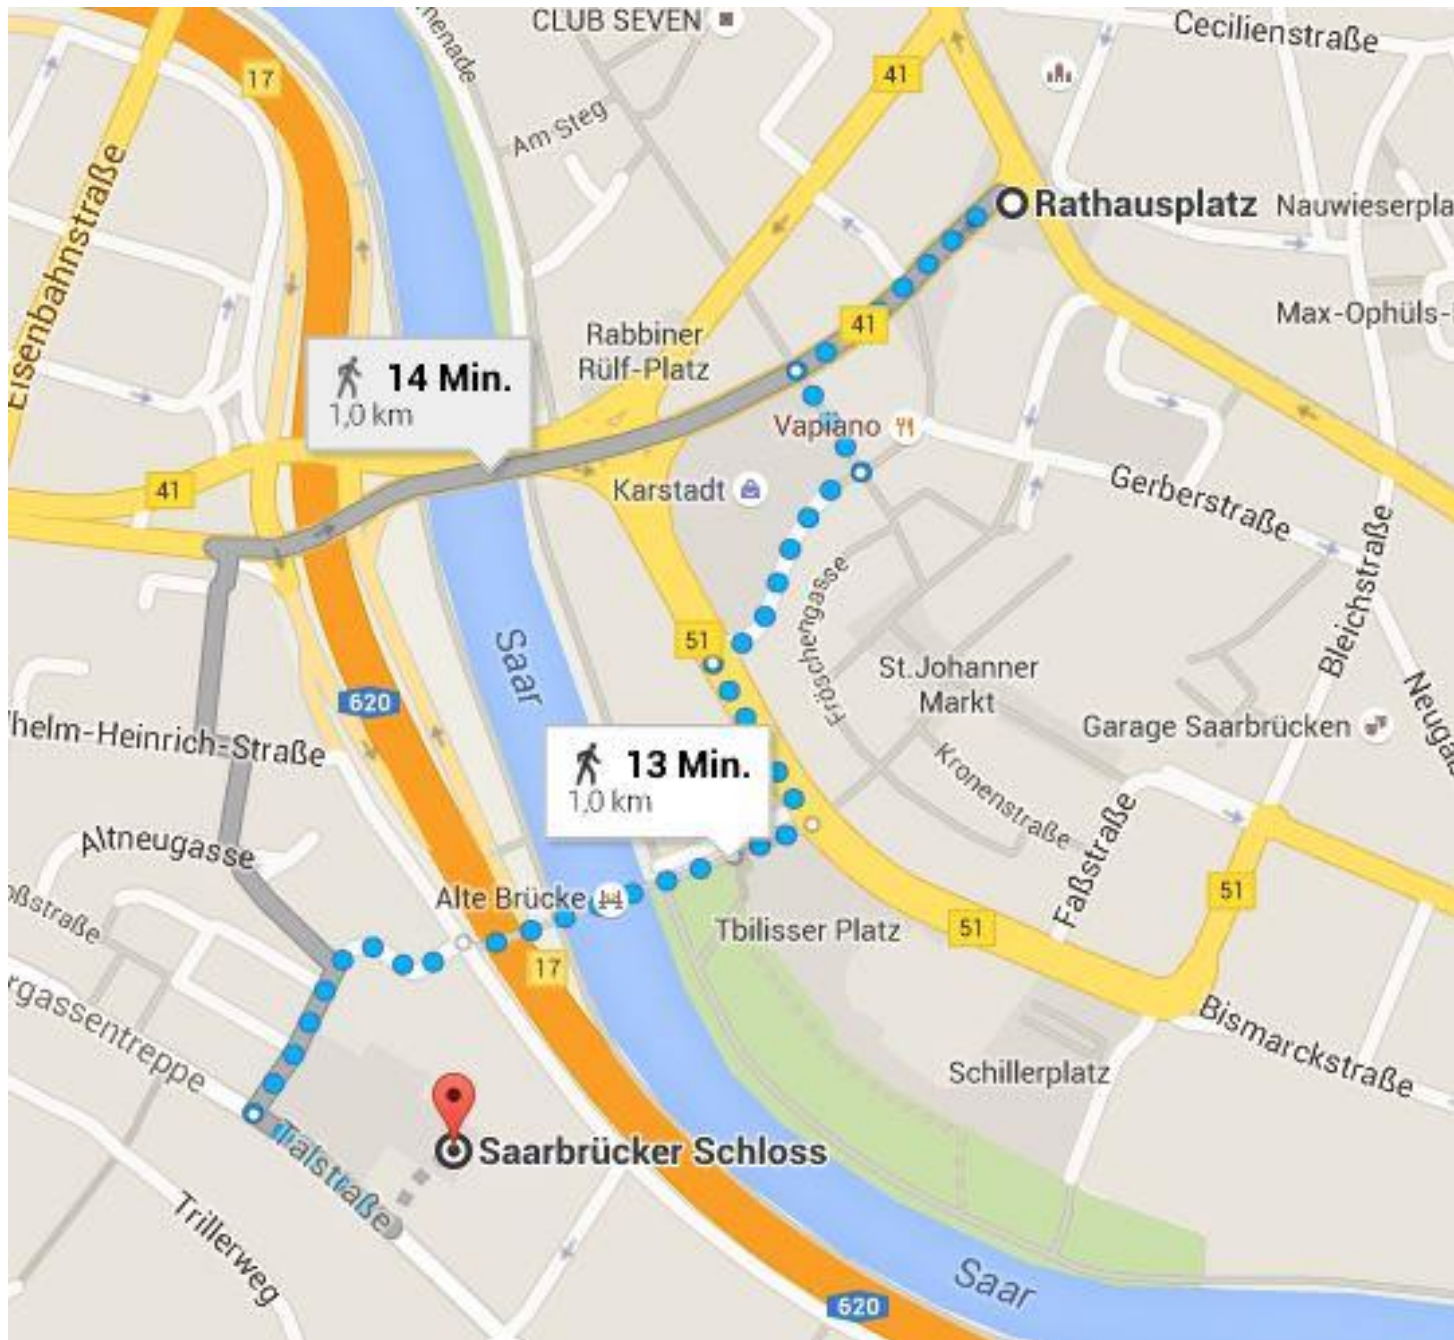 CLUB SEVEN
Cecilienstraße
17
41
Am Steg
Rathausplatz
Eisenbahnstraße
Max-Ophüls-
41
Rabbiner
Rülf-Platz
14 Min.
1,0 km
Vapiano
41
Karstadt
Gerberstraße
Bleichstraße
Fröschengasse
51
Saar
St.Johanner
Markt
620
Garage Saarbrücken
helm-Heinrich-Straße
13 Min.
1,0 km
Kronenstraße
Faßstraße
Altneugasse
Alte Brücke
51
Tbilisser Platz
51
17
Bismarckstraße
rgassentreppe
Schillerplatz
Talstraße
Saarbrücker Schloss
Trillerweg
Saar
620